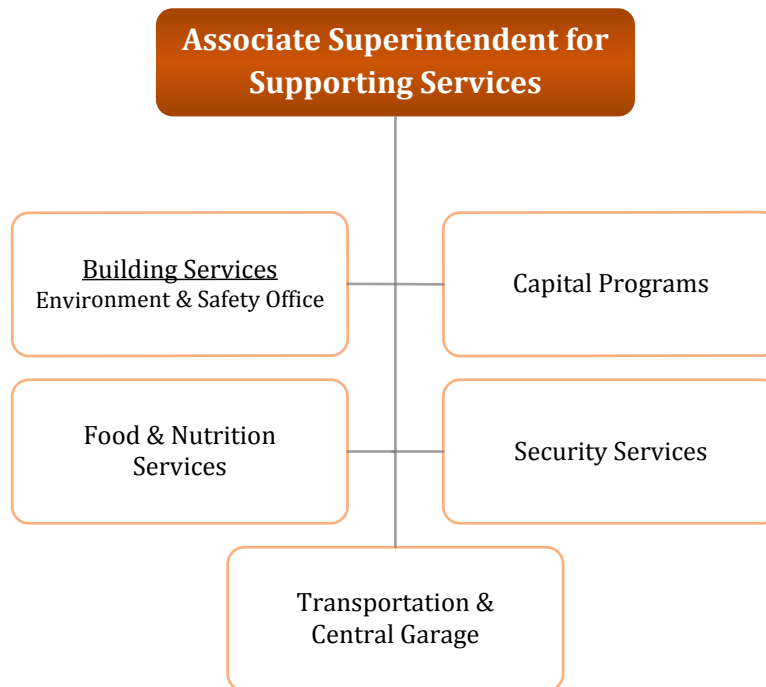 Associate Superintendent for
Supporting Services
Building Services
Environment & Safety Office
Capital Programs
Food & Nutrition
Services
Security Services
Transportation &
Central Garage